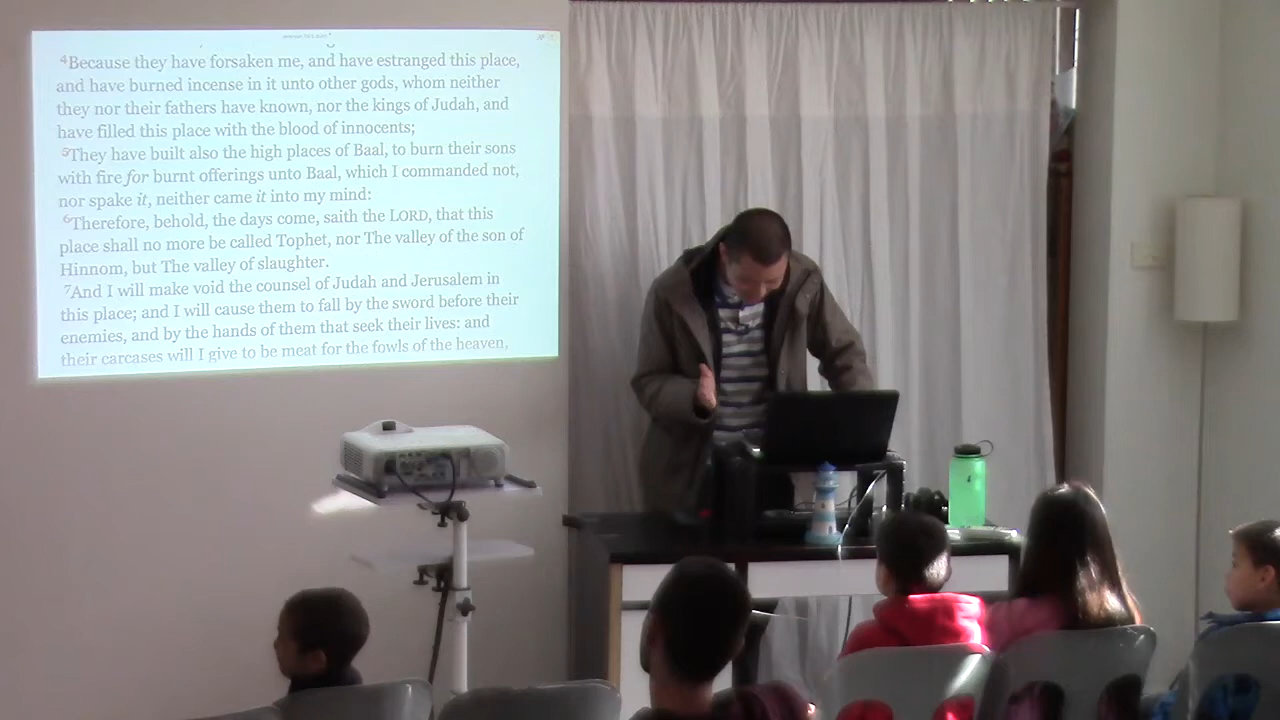 4Because they have forsaken me, and have estranged this place,
and have burned incense in it unto other gods, whom neither
they nor their fathers have known, nor the kings of Judah, and
have filled this place with the blood of innocents;
5They have built also the high places of Baal, to burn their sons
with fire for burnt offerings unto Baal, which I commanded not,
nor spake it, neither came it into my mind:
6Therefore, behold, the days come, saith the LORD, that this
place shall no more be called Tophet, nor The valley of the son of
Hinnom, but The valley of slaughter.
7And I will make void the counsel of Judah and Jerusalem in
this place; and I will cause them to fall by the sword before their
enemies, and by the hands of them that seek their lives: and
their carcases will I give to be meat for the fowls of the heaven,